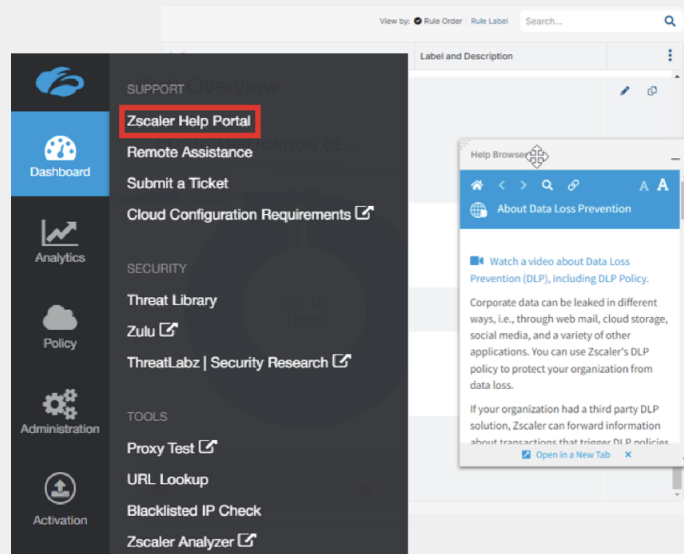 View by: Rule Order Rule Label Search...
Label and Description
Overview
SUPPORT
Zscaler Help Portal
Remote Assistance
Submit a Ticket
Cloud Configuration Requirements
SECURITY
Threat Library
Zulu
ThreatLabz | Security Research
TOOLS
Proxy Test
URL Lookup
Blacklisted IP Check
Zscaler Analyzer
Dashboard
Analytics
Policy
Administration
Activation
Help Browser
A A
About Data Loss Prevention
Watch a video about Data Loss
Prevention (DLP), including DLP Policy.
Corporate data can be leaked in different
ways, i.e., through web mail, cloud storage,
social media, and a variety of other
applications. You can use Zscaler's DLP
policy to protect your organization from
data loss.
If your organization had a third party DLP
solution, Zscaler can forward information
about transactions that trigger DLP policies
Open in a New Tab